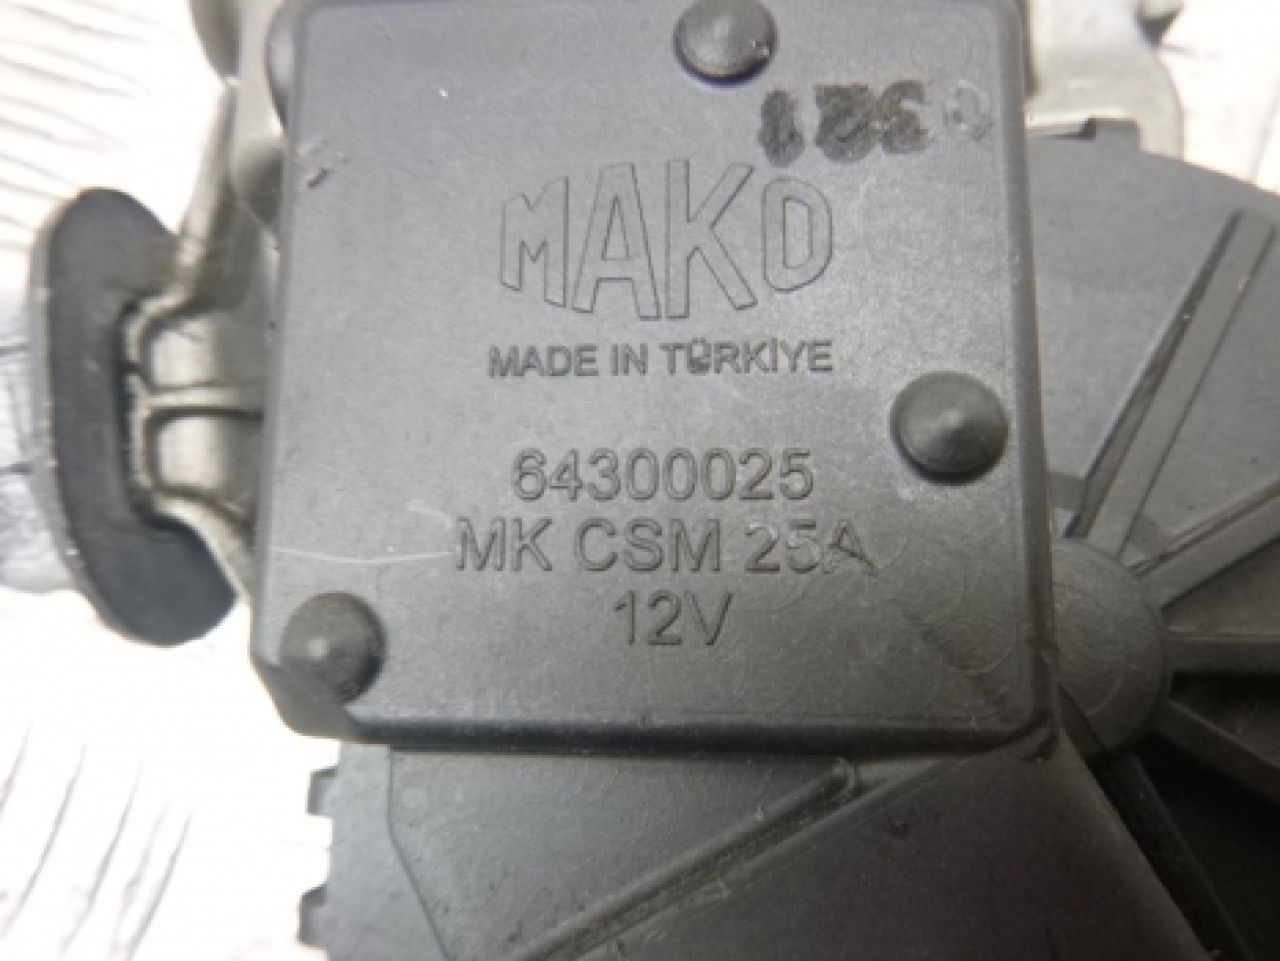 MAKO
MADE IN TÜRKİYE
64300025
MK CSM 25A
12V